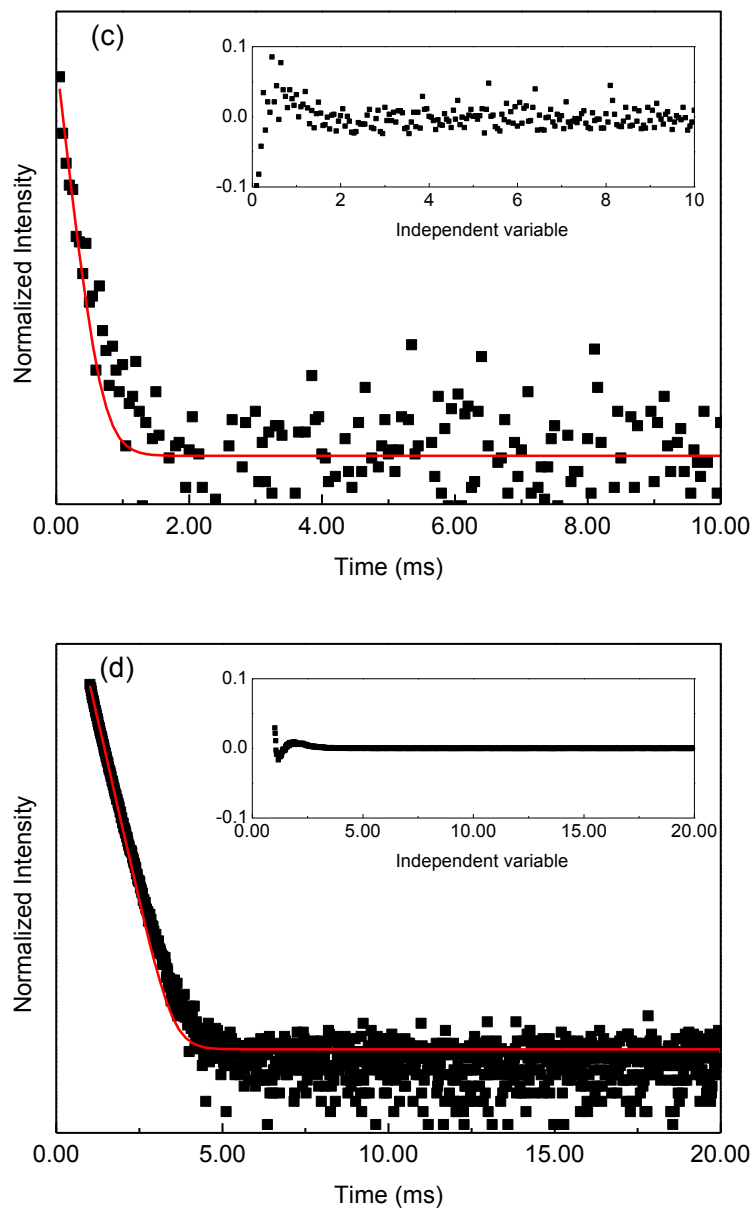 (c)
0.1
0.0
-0.1
0 2 4 6 8 10
Independent variable
Normalized Intensity
0.00 2.00 4.00 6.00 8.00 10.00
Time (ms)
(d)
0.1
0.0
-0.1
0.00 5.00 10.00 15.00 20.00
Independent variable
Normalized Intensity
0.00 5.00 10.00 15.00 20.00
Time (ms)